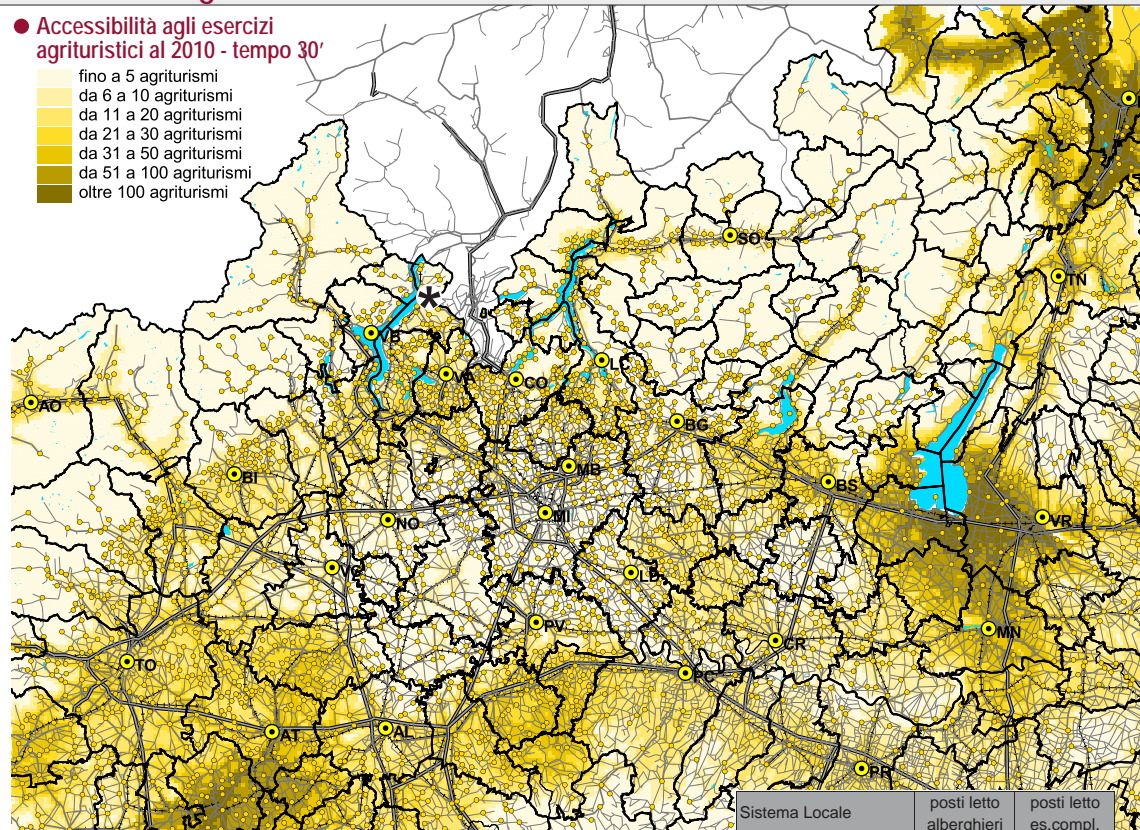 Accessibilità agli esercizi
agrituristici al 2010 - tempo 30'
fino a 5 agriturismi
da 6 a 10 agriturismi
da 11 a 20 agriturismi
da 21 a 30 agriturismi
da 31 a 50 agriturismi
da 51 a 100 agriturismi
oltre 100 agriturismi
SO
TN
*
VB
LC
VA
CO
AO
BG
MB
BI
BS
MI
NO
VR
VC
LO
PV
MN
CR
TO
PC
AL
AT
PR
Sistema Locale
posti letto
alberghieri
posti letto
es.compl.